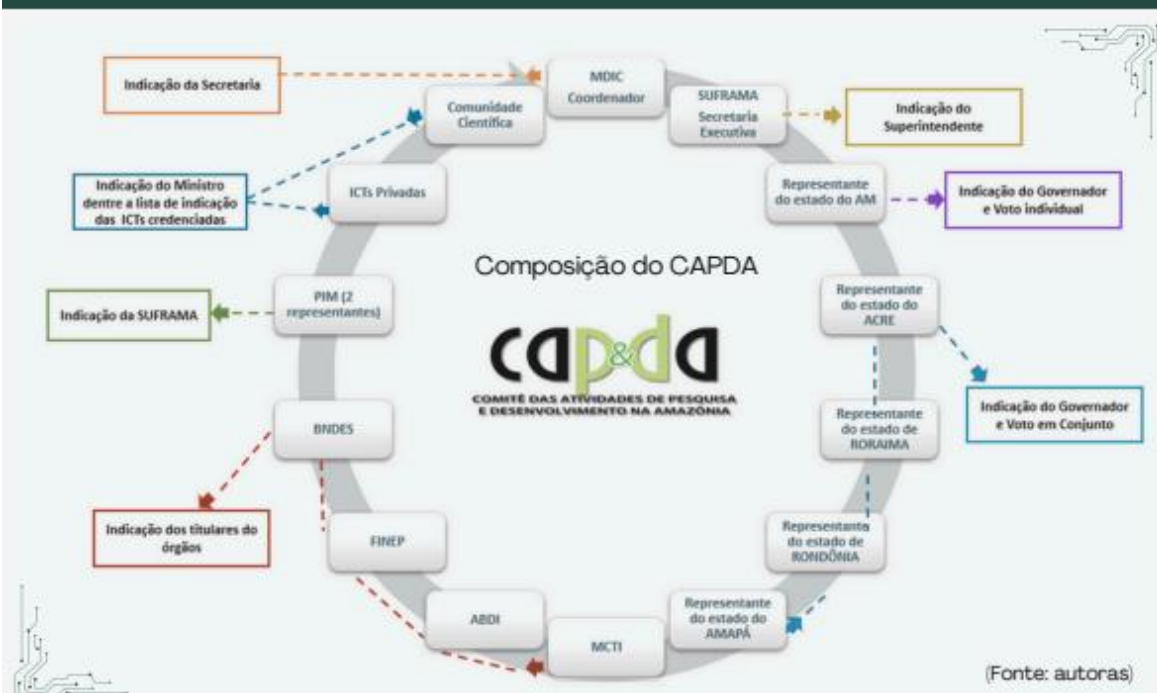 Indicação da Secretaria
MDIC
Coordenador
Comunidade
Científica
SUFRAMA
Secretaria
Executiva
Indicação do
Superintendente
Indicação do Ministro
dentre a lista de indicação
das ICTs credenciadas
ICTs Privadas
Representante
do estado do AM
Indicação do Governador
e Voto individual
Composição do CAPDA
Indicação da SUFRAMA
PIM (2
representantes)
Representante
do estado do
ACRE
cap&da
COMITÊ DAS ATIVIDADES DE PESQUISA
E DESENVOLVIMENTO NA AMAZÔNIA
Indicação do Governador
e Voto em Conjunto
BNDES
Representante
do estado de
RORAIMA
Indicação dos titulares do
órgãos
FINEP
Representante
do estado de
RONDÔNIA
ABDI
MCTI
Representante
do estado do
AMAPÁ
(Fonte: autoras)